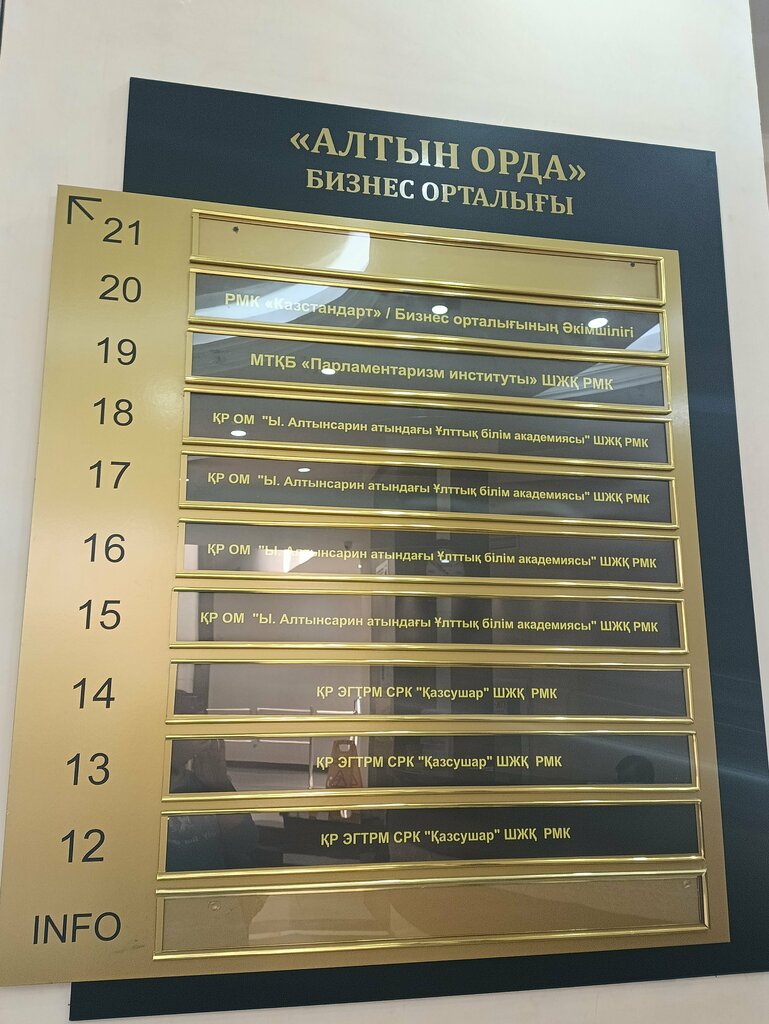 «АЛТЫН ОРДА»
БИЗНЕС ОРТАЛЫҒЫ
21
20 РМК «Казстандарт» / Бизнес орталығының Әкімшілігі
19 МТҚБ «Парламентаризм институты» ШЖҚ РМК
18 ҚР ОМ "Ы. Алтынсарин атындағы Ұлттық білім академиясы" ШЖҚ РМК
17 ҚР ОМ "Ы. Алтынсарин атындағы Ұлттық білім академиясы" ШЖҚ РМК
16 ҚР ОМ "Ы. Алтынсарин атындағы Ұлттық білім академиясы" ШЖҚ РМК
15 ҚР ОМ "Ы. Алтынсарин атындағы Ұлттық білім академиясы" ШЖҚ РМК
14 ҚР ЭГТРМ СРК "Қазсушар" ШЖҚ РМК
13 ҚР ЭГТРМ СРК "Қазсушар" ШЖҚ РМК
12 ҚР ЭГТРМ СРК "Қазсушар" ШЖҚ РМК
INFO